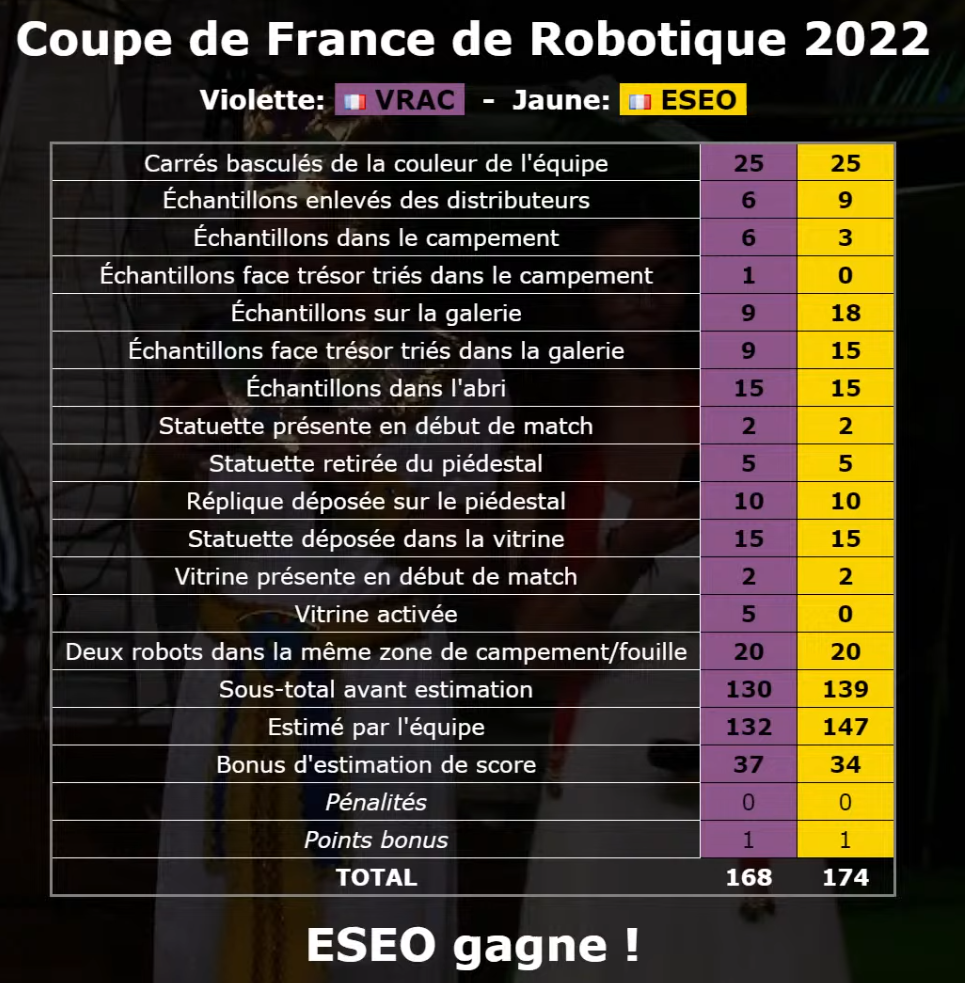 Coupe de France de Robotique 2022
Violette: VRAC - Jaune: ESEO
Carrés basculés de la couleur de l'équipe 25 25
Échantillons enlevés des distributeurs 6 9
Échantillons dans le campement 6 3
Échantillons face trésor triés dans le campement 1 0
Échantillons sur la galerie 9 18
Échantillons face trésor triés dans la galerie 9 15
Échantillons dans l'abri 15 15
Statuette présente en début de match 2 2
Statuette retirée du piédestal 5 5
Réplique déposée sur le piédestal 10 10
Statuette déposée dans la vitrine 15 15
Vitrine présente en début de match 2 2
Vitrine activée 5 0
Deux robots dans la même zone de campement/fouille 20 20
Sous-total avant estimation 130 139
Estimé par l'équipe 132 147
Bonus d'estimation de score 37 34
Pénalités 0 0
Points bonus 1 1
TOTAL 168 174
ESEO gagne !